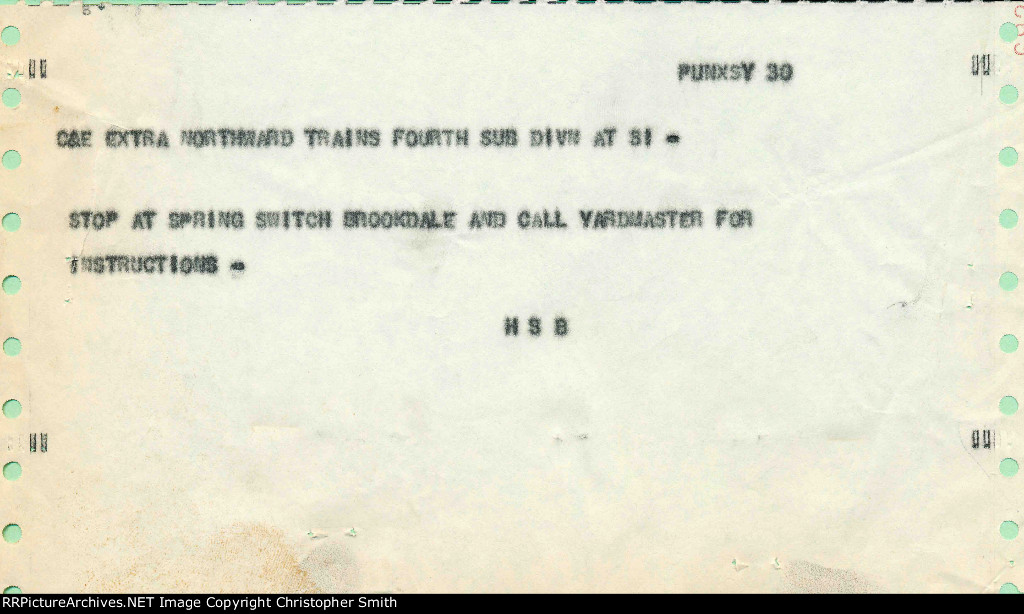 PUNXSY 30
C&E EXTRA NORTHWARD TRAINS FOURTH SUB DIVN AT SI -
STOP AT SPRING SWITCH BROOKDALE AND CALL YARDMASTER FOR
INSTRUCTIONS -
H S B
RRPictureArchives.NET Image Copyright Christopher Smith